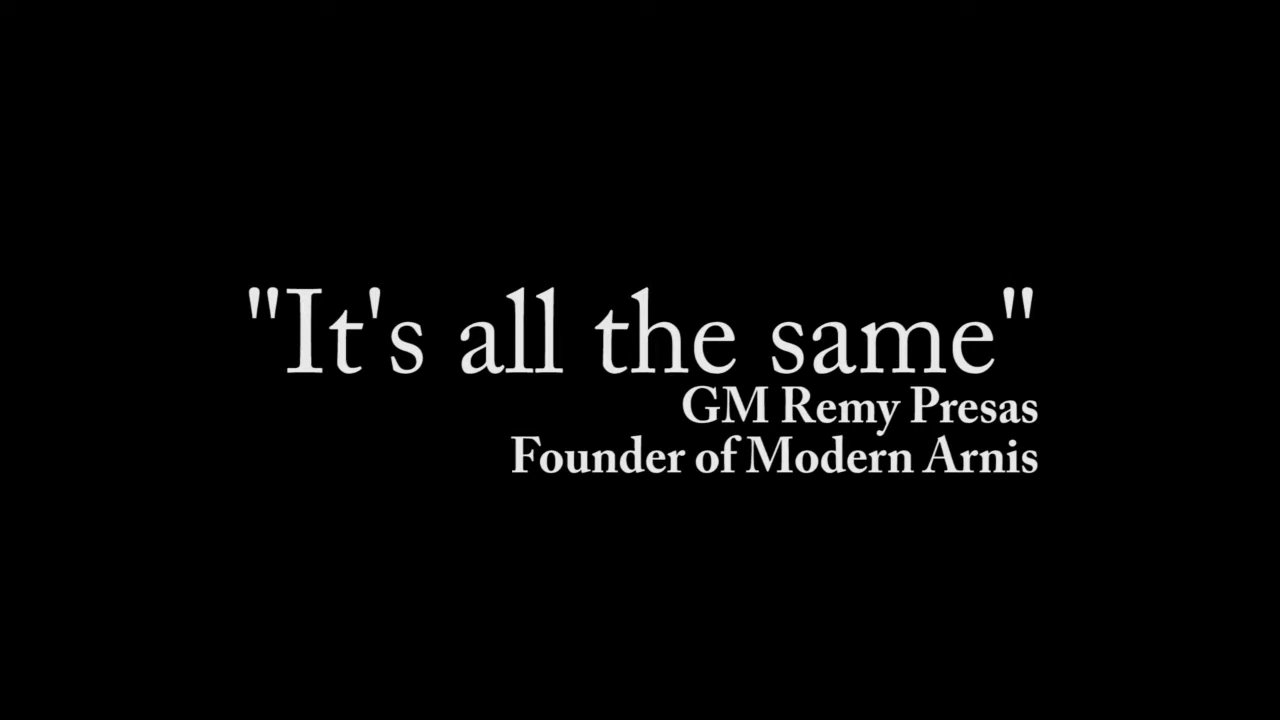 "It's all the same"
GM Remy Presas
Founder of Modern Arnis